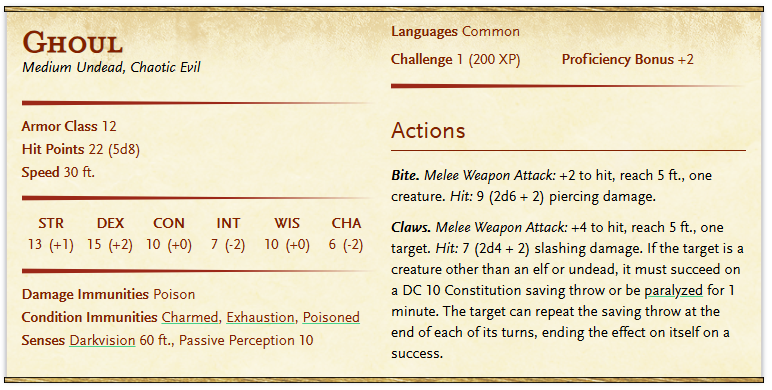 Ghoul
Medium Undead, Chaotic Evil
Armor Class 12
Hit Points 22 (5d8)
Speed 30 ft.
STR DEX CON INT WIS CHA
13 (+1) 15 (+2) 10 (+0) 7 (-2) 10 (+0) 6 (-2)
Damage Immunities Poison
Condition Immunities Charmed, Exhaustion, Poisoned
Senses Darkvision 60 ft., Passive Perception 10
Languages Common
Challenge 1 (200 XP) Proficiency Bonus +2
Actions
Bite. Melee Weapon Attack: +2 to hit, reach 5 ft., one
creature. Hit: 9 (2d6 + 2) piercing damage.
Claws. Melee Weapon Attack: +4 to hit, reach 5 ft., one
target. Hit: 7 (2d4 + 2) slashing damage. If the target is a
creature other than an elf or undead, it must succeed on
a DC 10 Constitution saving throw or be paralyzed for 1
minute. The target can repeat the saving throw at the
end of each of its turns, ending the effect on itself on a
success.